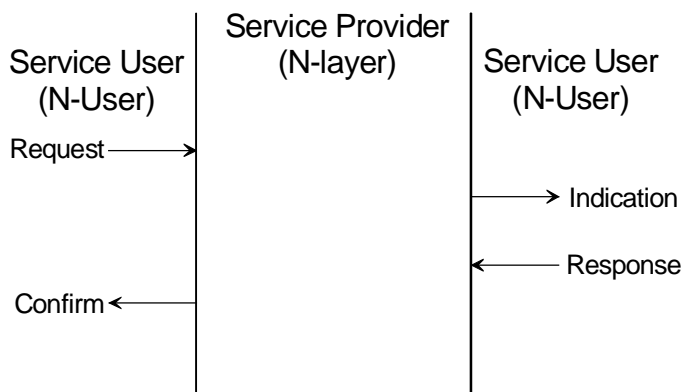 Service Provider
(N-layer)
Service User
(N-User)
Service User
(N-User)
Request
Indication
Response
Confirm